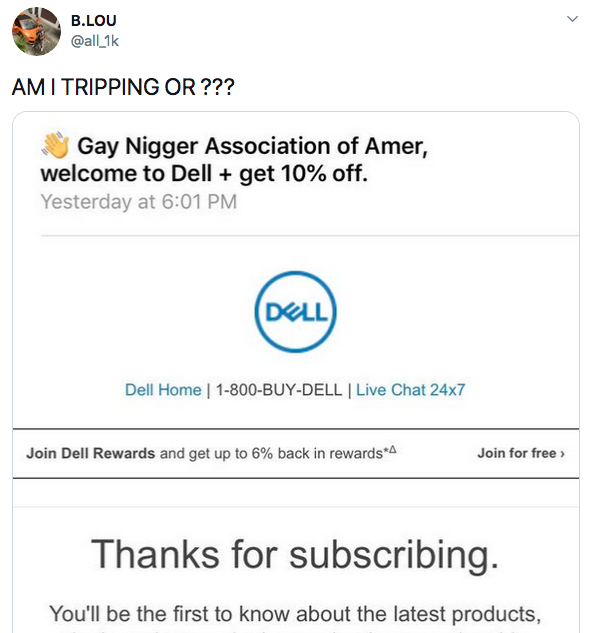 B.LOU
@all_1k
AM I TRIPPING OR ???
👋 Gay Nigger Association of Amer,
welcome to Dell + get 10% off.
Yesterday at 6:01 PM
DELL
Dell Home | 1-800-BUY-DELL | Live Chat 24x7
Join Dell Rewards and get up to 6% back in rewards*Δ Join for free ›
Thanks for subscribing.
You'll be the first to know about the latest products,